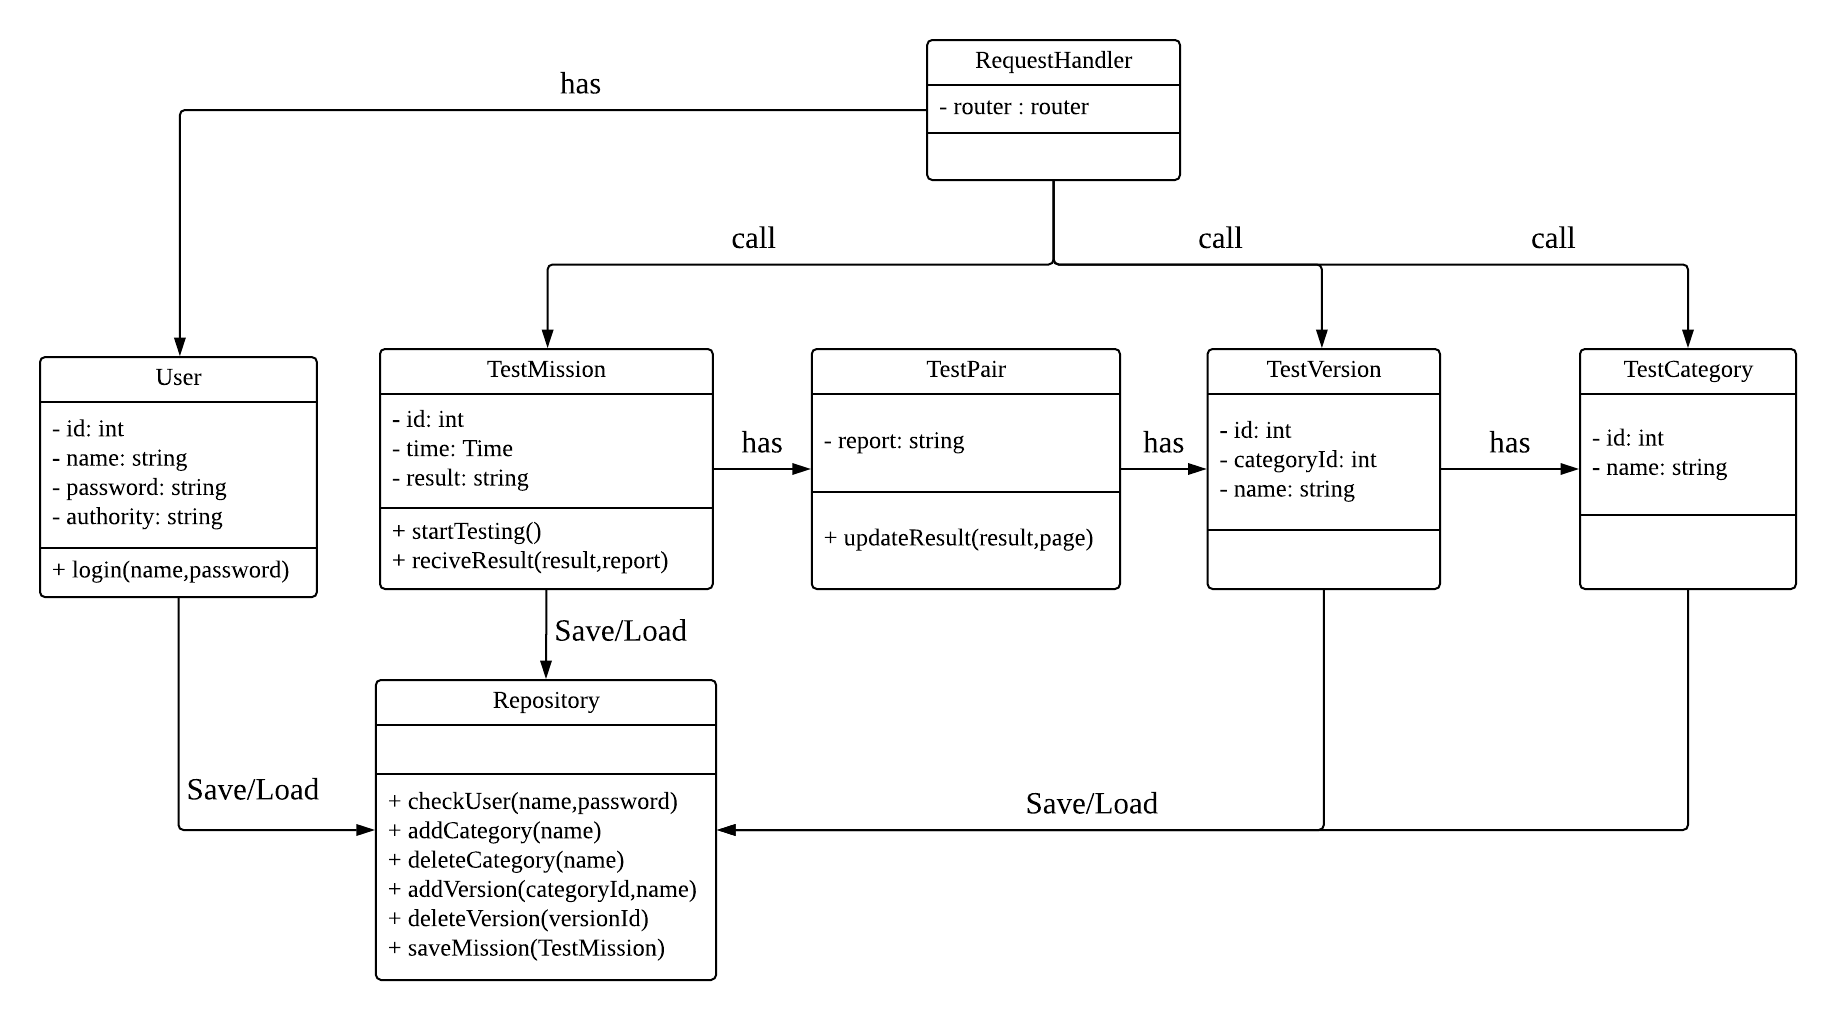 RequestHandler
- router : router
has
call
call
call
User
- id: int
- name: string
- password: string
- authority: string
+ login(name,password)
TestMission
- id: int
- time: Time
- result: string
+ startTesting()
+ reciveResult(result,report)
has
TestPair
- report: string
+ updateResult(result,page)
has
TestVersion
- id: int
- categoryId: int
- name: string
has
TestCategory
- id: int
- name: string
Save/Load
Save/Load
Save/Load
Repository
+ checkUser(name,password)
+ addCategory(name)
+ deleteCategory(name)
+ addVersion(categoryId,name)
+ deleteVersion(versionId)
+ saveMission(TestMission)